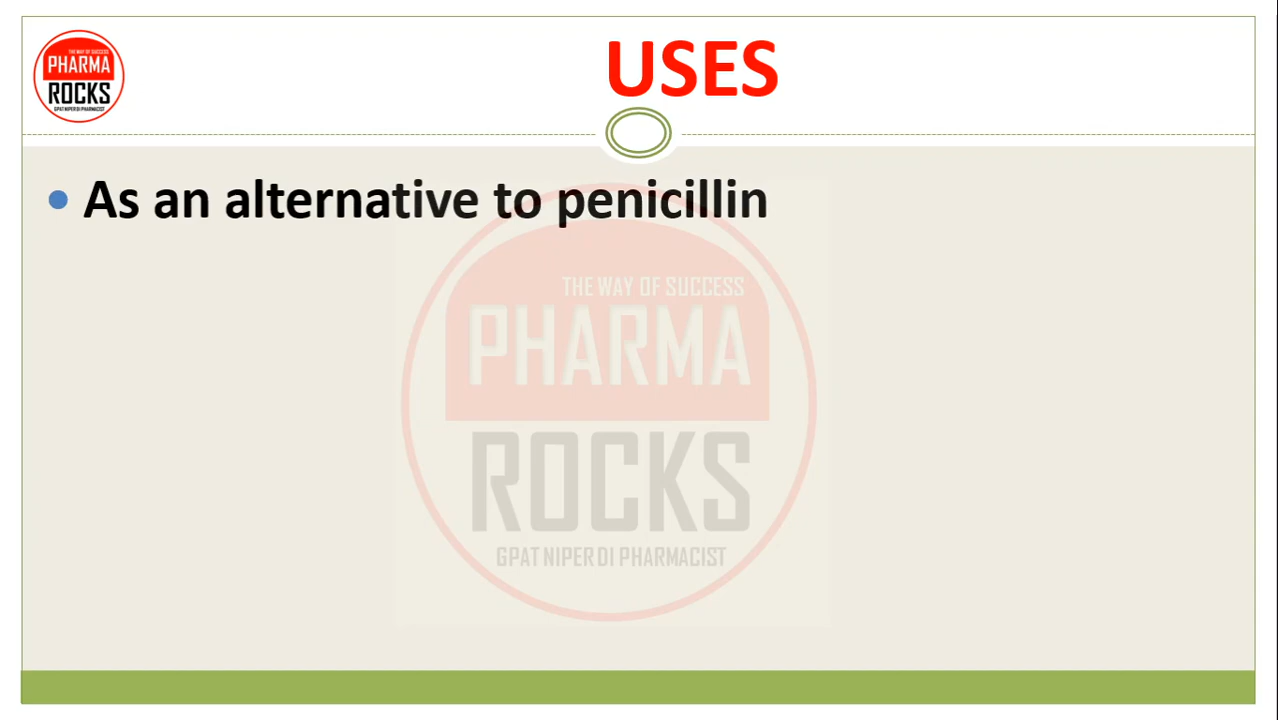 THE WAY OF SUCCESS
PHARMA
ROCKS
GPAT NIPER DI PHARMACIST
USES
• As an alternative to penicillin
THE WAY OF SUCCESS
PHARMA
ROCKS
GPAT NIPER DI PHARMACIST